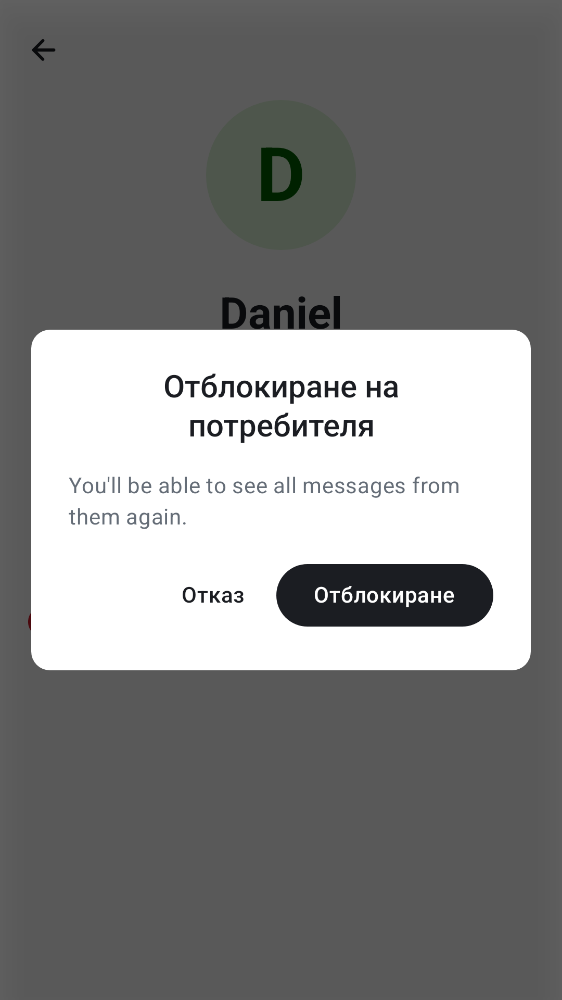 D
Daniel
Отблокиране на
потребителя
You'll be able to see all messages from
them again.
Отказ
Отблокиране